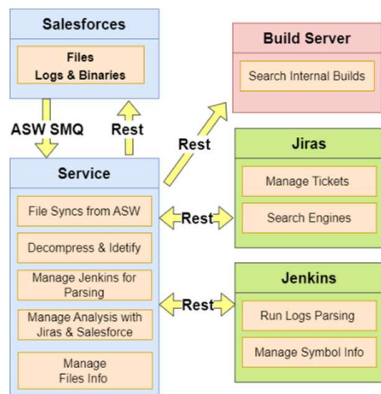 Salesforces
Files
Logs & Binaries
ASW SMQ
Rest
Service
File Syncs from ASW
Decompress & Idetify
Manage Jenkins for
Parsing
Manage Analysis with
Jiras & Salesforce
Manage
Files Info
Rest
Build Server
Search Internal Builds
Rest
Jiras
Manage Tickets
Search Engines
Rest
Jenkins
Run Logs Parsing
Manage Symbol Info